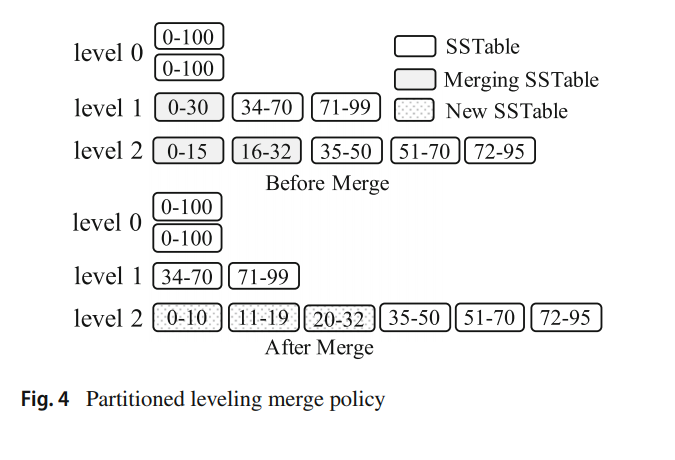 level 0
0-100
0-100
SSTable
Merging SSTable
New SSTable
level 1 0-30 34-70 71-99
level 2 0-15 16-32 35-50 51-70 72-95
Before Merge
level 0
0-100
0-100
level 1 34-70 71-99
level 2 0-10 11-19 20-32 35-50 51-70 72-95
After Merge
Fig. 4 Partitioned leveling merge policy